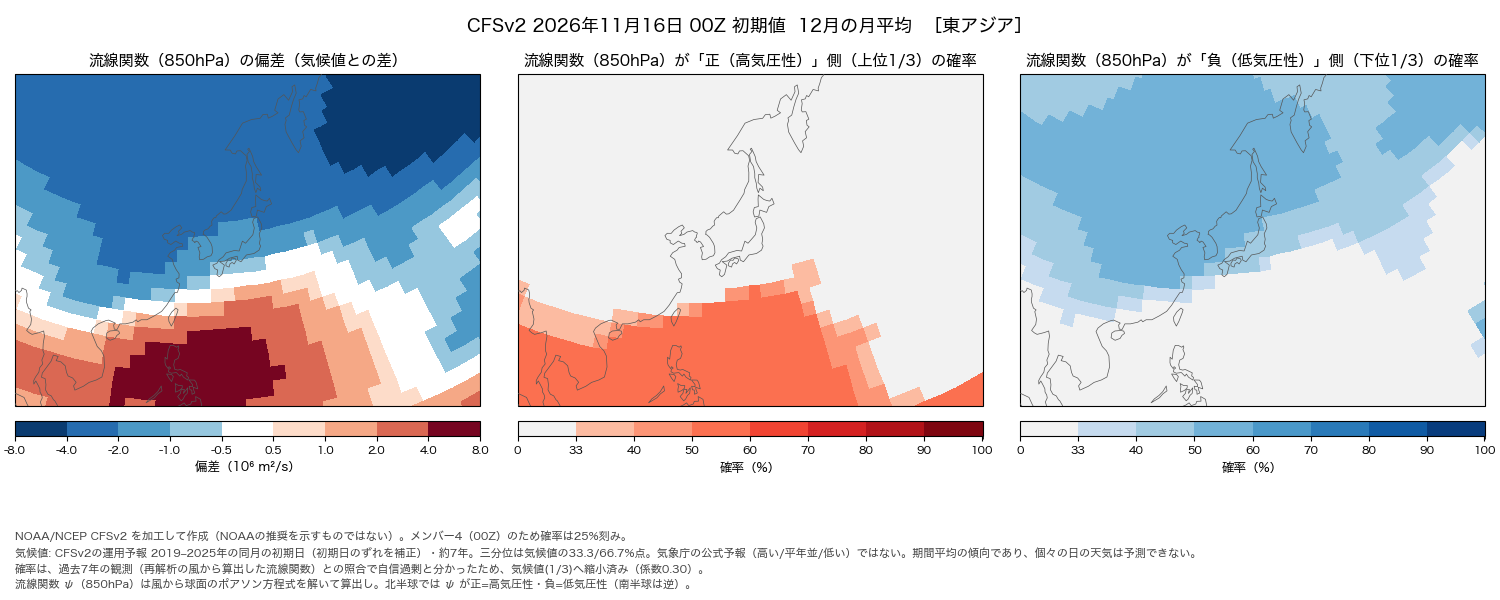 CFSv2 2026年11月16日 00Z 初期値 12月の月平均 ［東アジア］
流線関数（850hPa）の偏差（気候値との差）
流線関数（850hPa）が「正（高気圧性）」側（上位1/3）の確率
流線関数（850hPa）が「負（低気圧性）」側（下位1/3）の確率
-8.0 -4.0 -2.0 -1.0 -0.5 0.5 1.0 2.0 4.0 8.0
偏差（10⁶ m²/s）
0 33 40 50 60 70 80 90 100
確率（%）
0 33 40 50 60 70 80 90 100
確率（%）
NOAA/NCEP CFSv2 を加工して作成（NOAAの推奨を示すものではない）。メンバー4（00Z）のため確率は25%刻み。
気候値: CFSv2の運用予報 2019–2025年の同月の初期日（初期日のずれを補正）・約7年。三分位は気候値の33.3/66.7%点。気象庁の公式予報（高い/平年並/低い）ではない。期間平均の傾向であり、個々の日の天気は予測できない。
確率は、過去7年の観測（再解析の風から算出した流線関数）との照合で自信過剰と分かったため、気候値(1/3)へ縮小済み（係数0.30）。
流線関数 ψ（850hPa）は風から球面のポアソン方程式を解いて算出し。北半球では ψ が正=高気圧性・負=低気圧性（南半球は逆）。